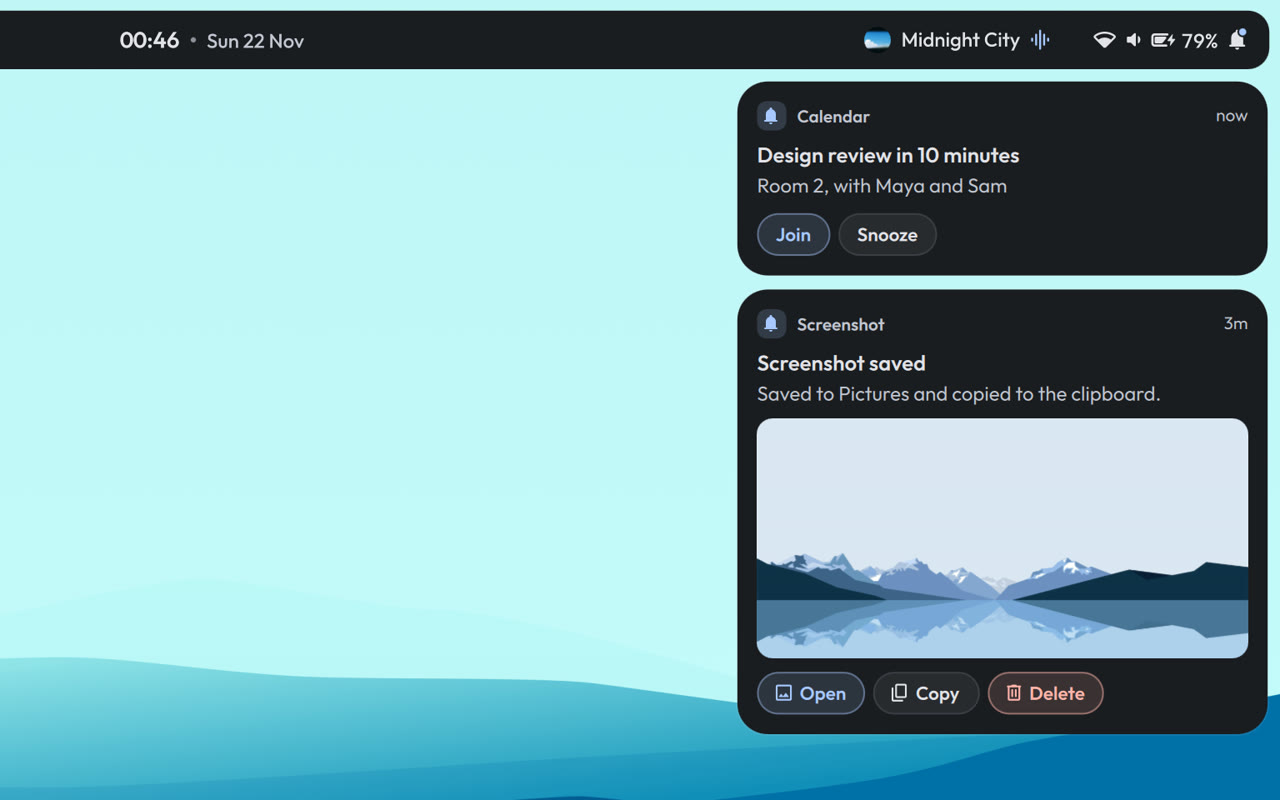 00:46 • Sun 22 Nov
Midnight City
79%
Calendar
now
Design review in 10 minutes
Room 2, with Maya and Sam
Join
Snooze
Screenshot
3m
Screenshot saved
Saved to Pictures and copied to the clipboard.
Open
Copy
Delete